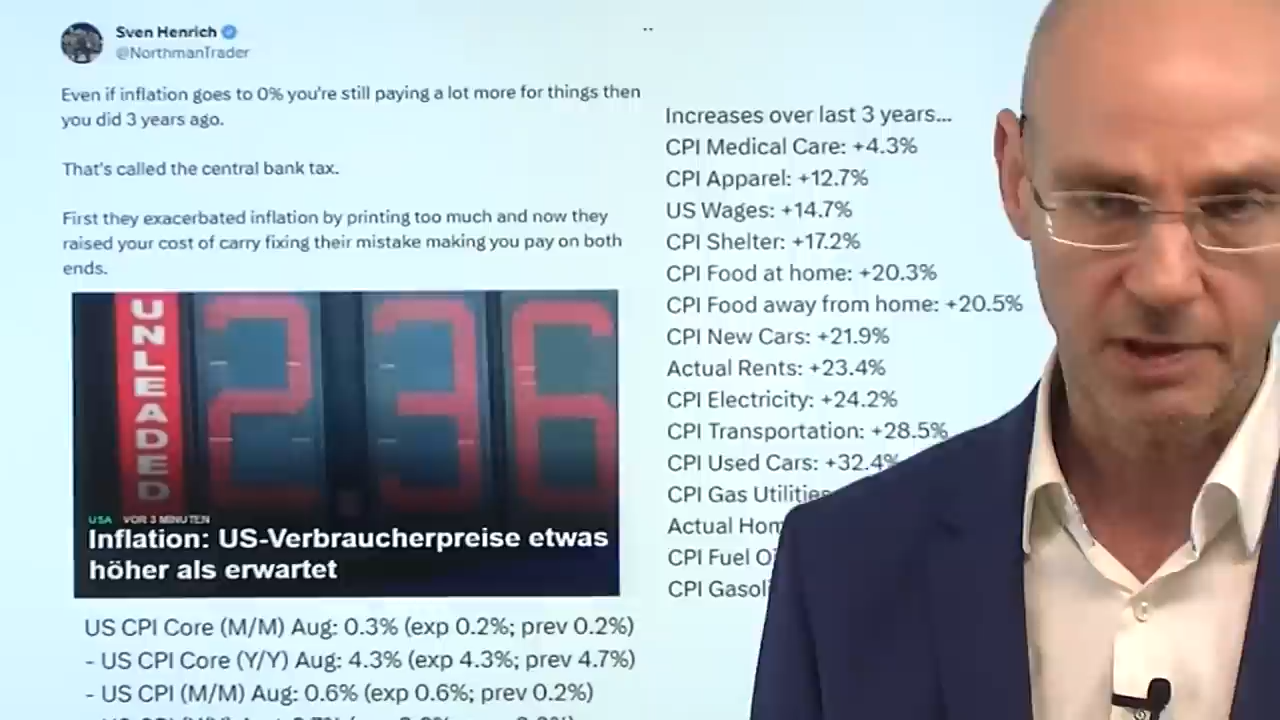 Sven Henrich
@NorthmanTrader
Even if inflation goes to 0% you're still paying a lot more for things then
you did 3 years ago.
That's called the central bank tax.
First they exacerbated inflation by printing too much and now they
raised your cost of carry fixing their mistake making you pay on both
ends.
UNLEADED
2.36
USA VOR 3 MINUTEN
Inflation: US-Verbraucherpreise etwas
höher als erwartet
US CPI Core (M/M) Aug: 0.3% (exp 0.2%; prev 0.2%)
- US CPI Core (Y/Y) Aug: 4.3% (exp 4.3%; prev 4.7%)
- US CPI (M/M) Aug: 0.6% (exp 0.6%; prev 0.2%)
Increases over last 3 years...
CPI Medical Care: +4.3%
CPI Apparel: +12.7%
US Wages: +14.7%
CPI Shelter: +17.2%
CPI Food at home: +20.3%
CPI Food away from home: +20.5%
CPI New Cars: +21.9%
Actual Rents: +23.4%
CPI Electricity: +24.2%
CPI Transportation: +28.5%
CPI Used Cars: +32.4%
CPI Gas Utilities
Actual
CPI Fuel
CPI